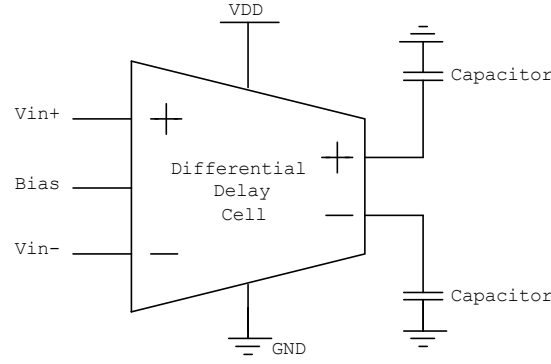 VDD
Capacitor
Vin+
Differential
Delay
Cell
Bias
Vin-
Capacitor
GND